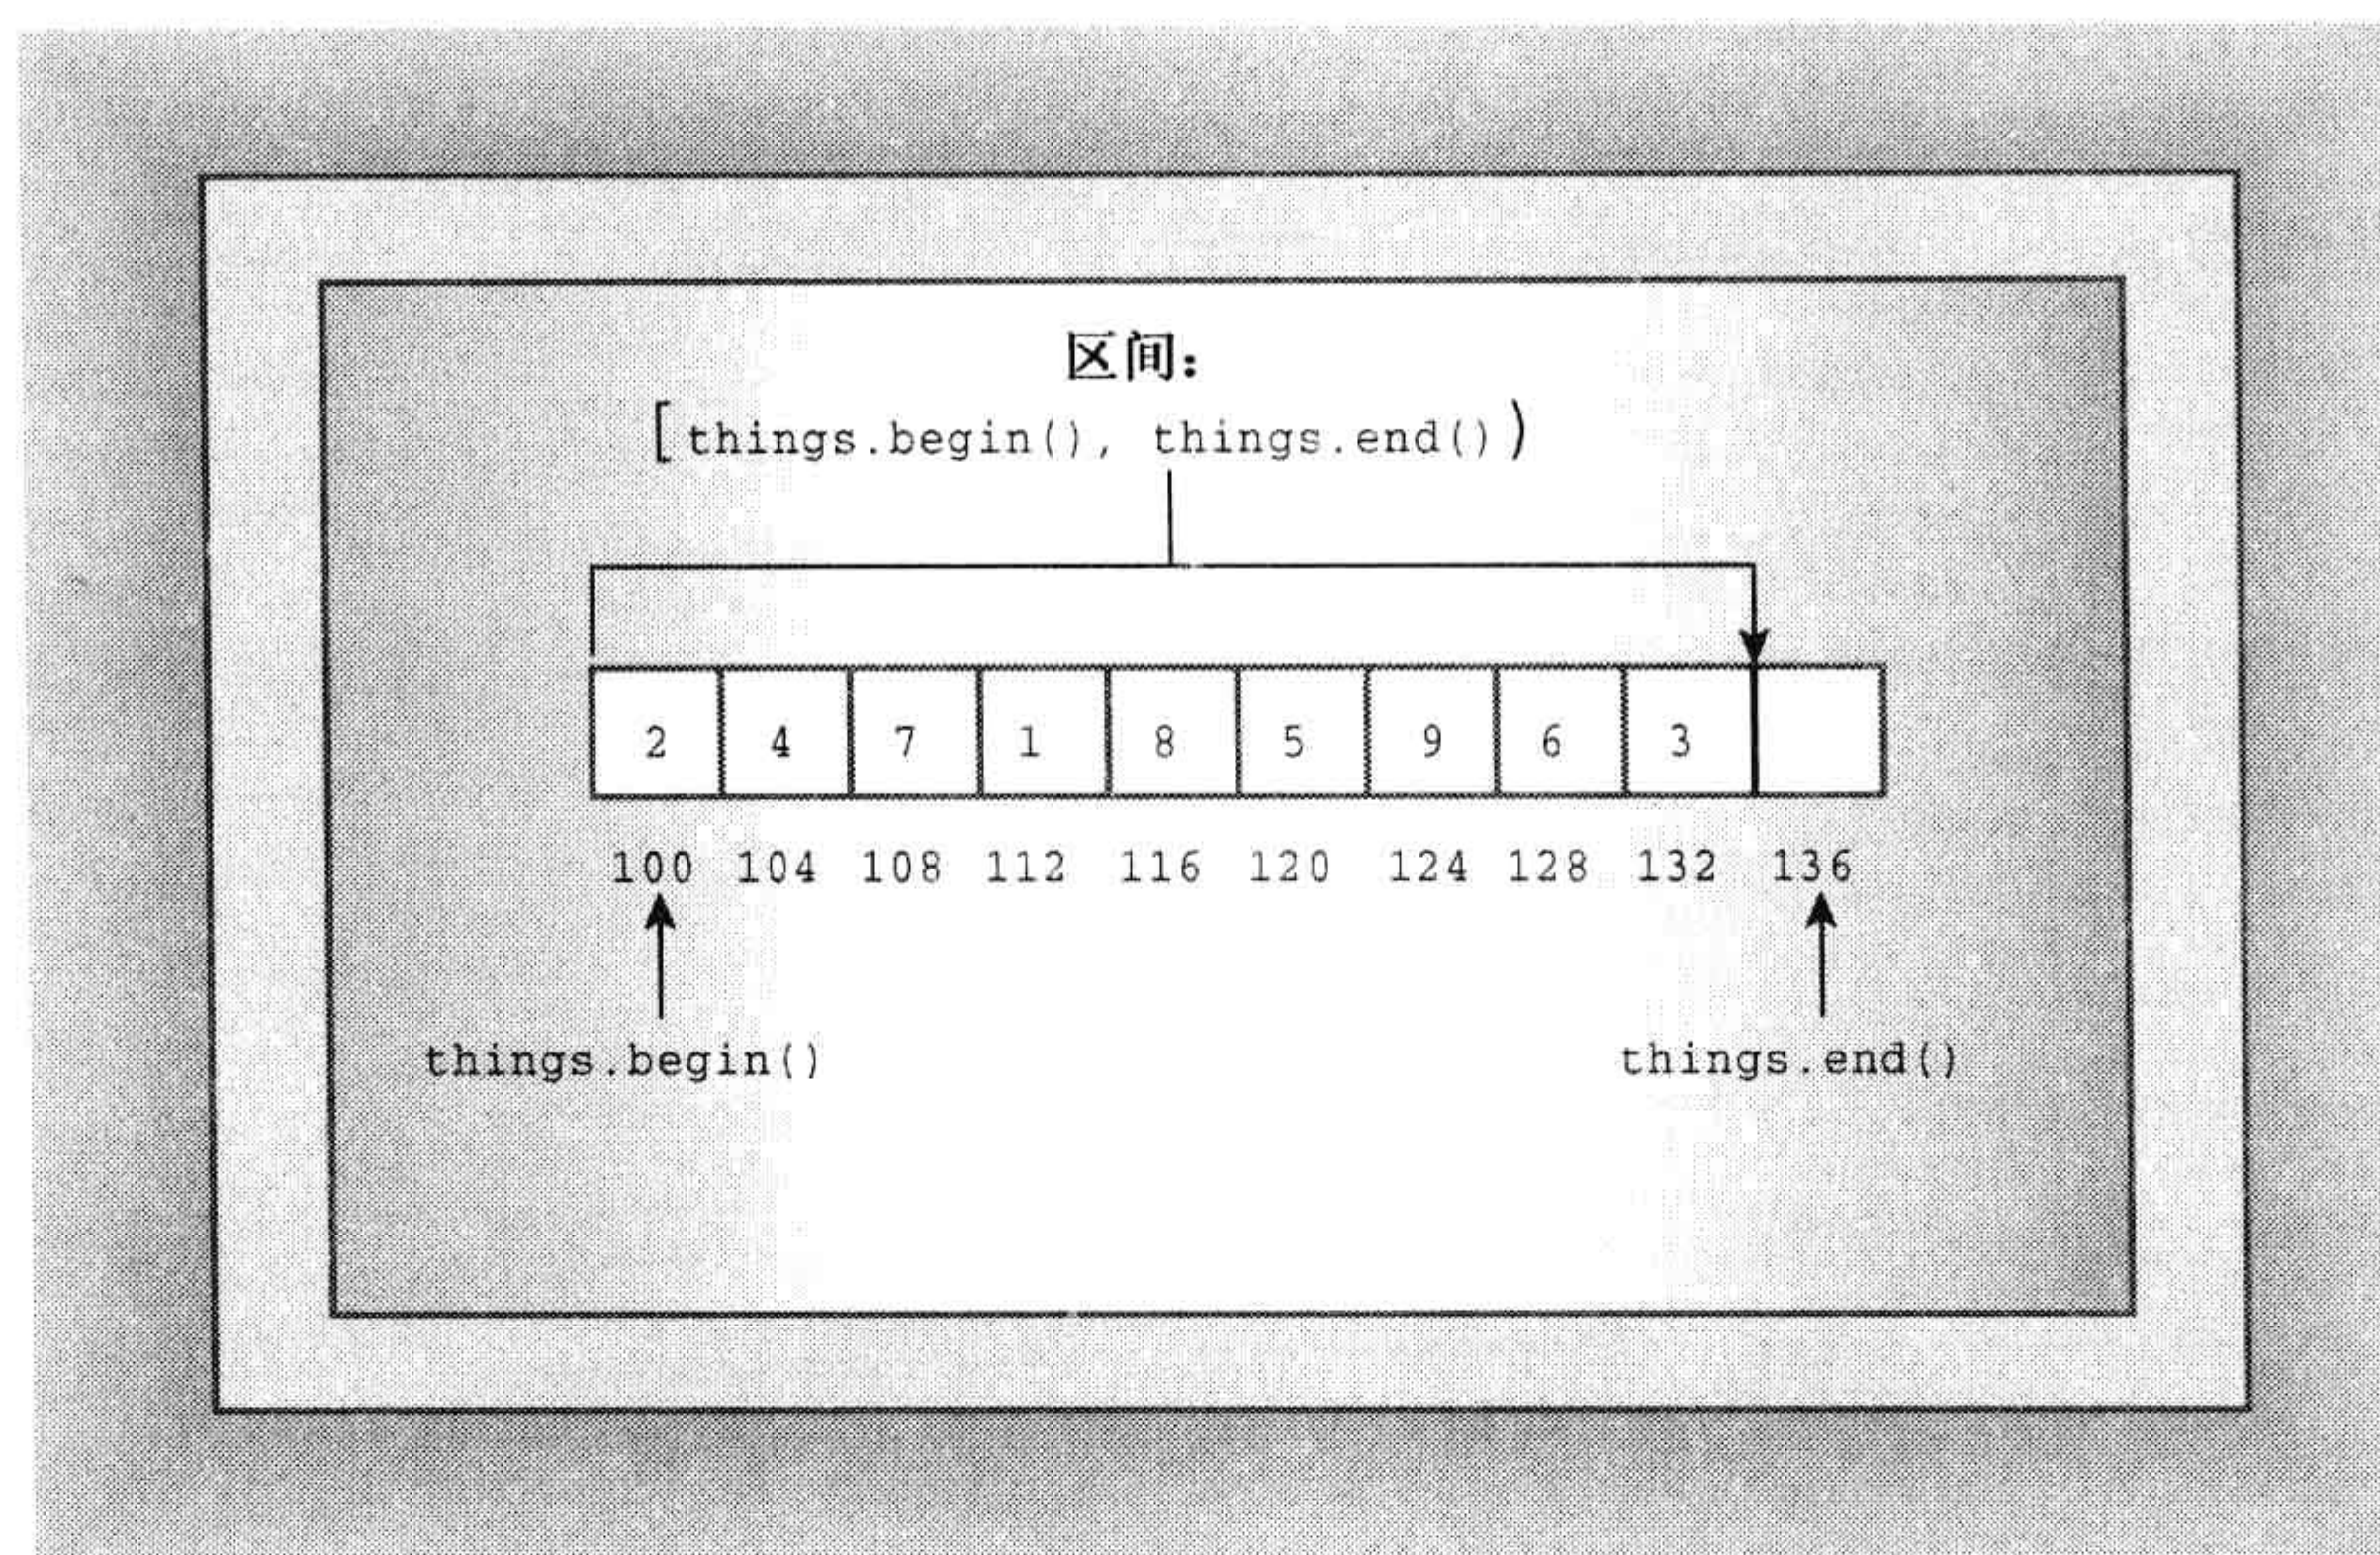 区间：
[things.begin(), things.end())
2 4 7 1 8 5 9 6 3
100 104 108 112 116 120 124 128 132 136
things.begin() things.end()